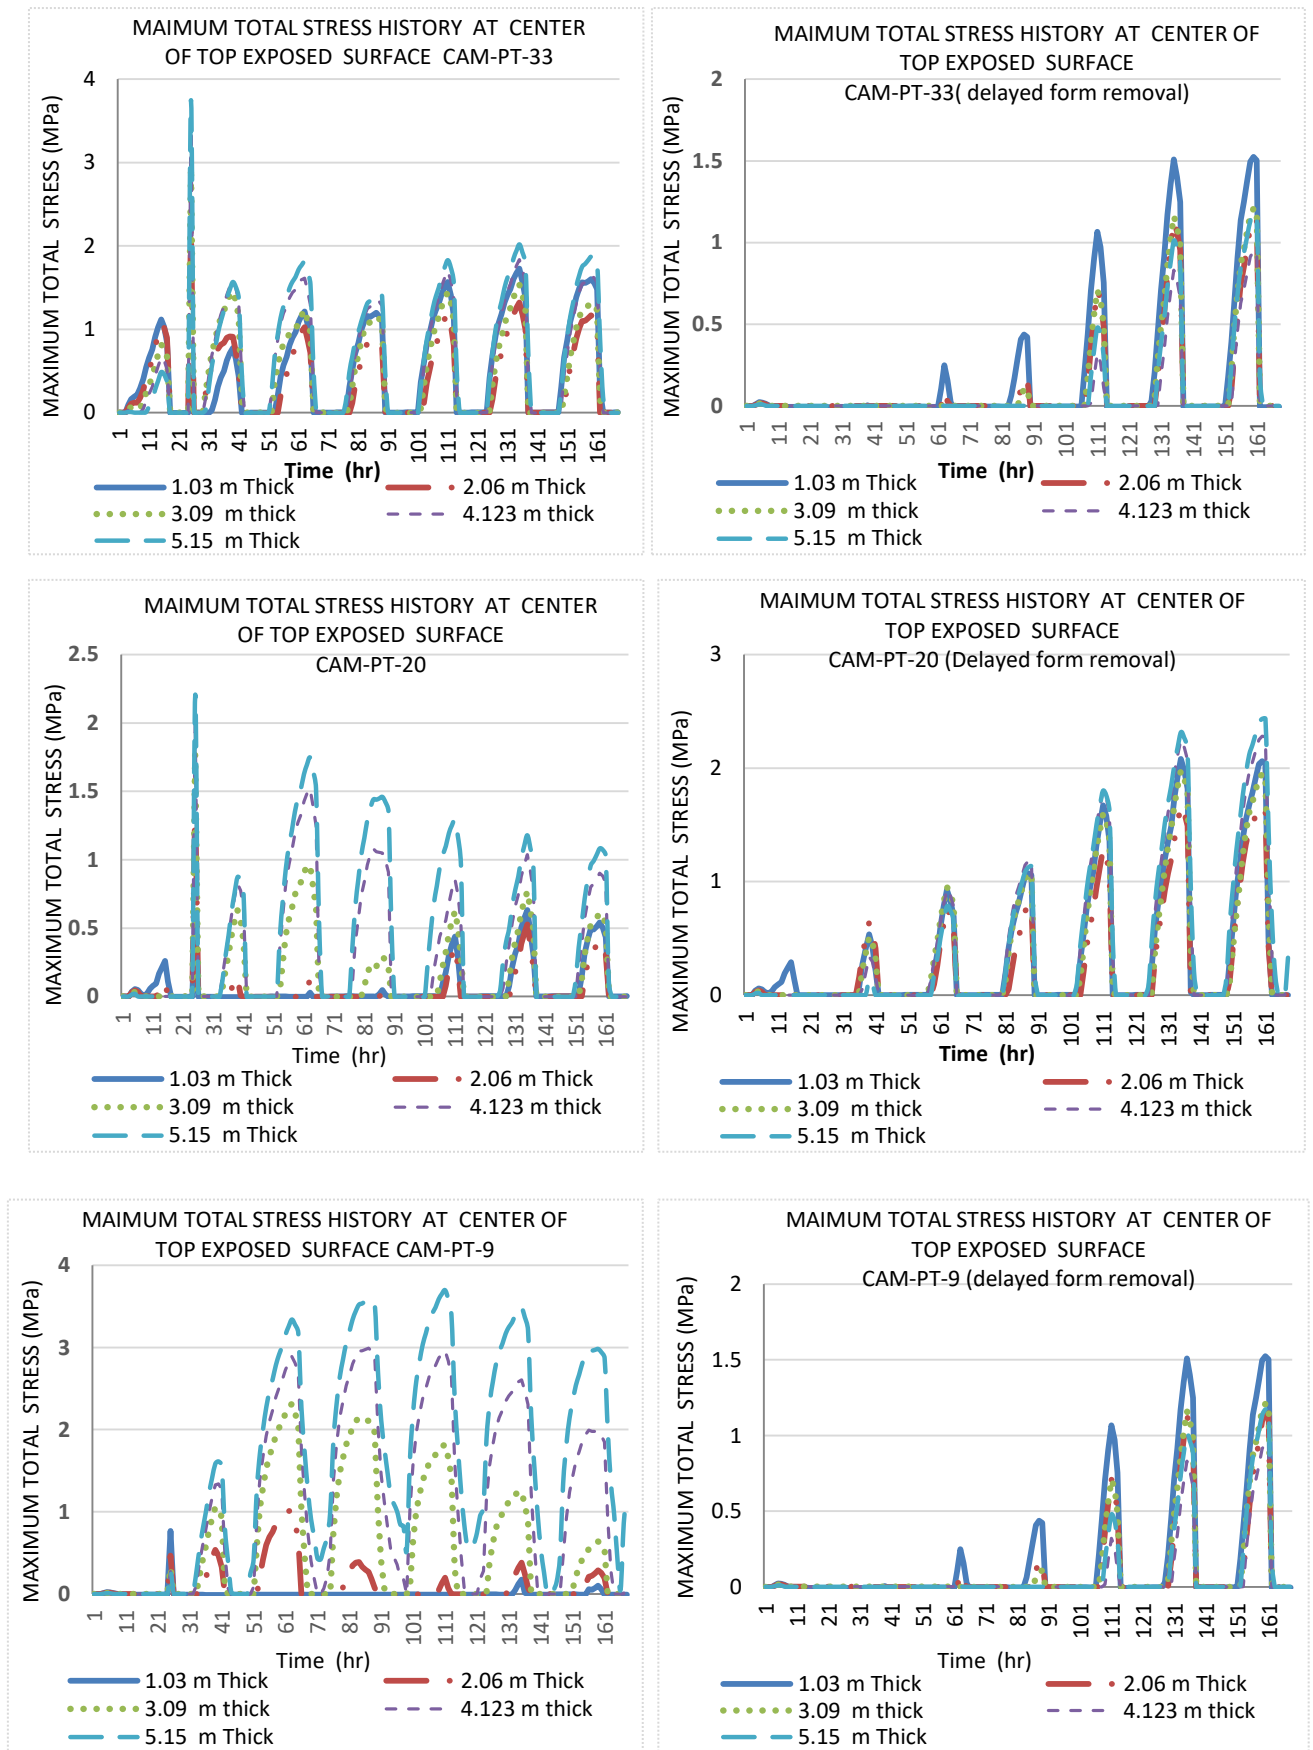 MAIMUM TOTAL STRESS HISTORY AT CENTER
OF TOP EXPOSED SURFACE CAM-PT-33
MAXIMUM TOTAL STRESS (MPa)
4
3
2
1
0
1 11 21 31 41 51 61 71 81 91 101 111 121 131 141 151 161
Time (hr)
1.03 m Thick
2.06 m Thick
3.09 m thick
4.123 m thick
5.15 m Thick
MAIMUM TOTAL STRESS HISTORY AT CENTER OF
TOP EXPOSED SURFACE
CAM-PT-33( delayed form removal)
MAXIMUM TOTAL STRESS (MPa)
2
1.5
1
0.5
0
1 11 21 31 41 51 61 71 81 91 101 111 121 131 141 151 161
Time (hr)
1.03 m Thick
2.06 m Thick
3.09 m thick
4.123 m thick
5.15 m Thick
MAIMUM TOTAL STRESS HISTORY AT CENTER
OF TOP EXPOSED SURFACE
CAM-PT-20
MAXIMUM TOTAL STRESS (MPa)
2.5
2
1.5
1
0.5
0
1 11 21 31 41 51 61 71 81 91 101 111 121 131 141 151 161
Time (hr)
1.03 m Thick
2.06 m Thick
3.09 m thick
4.123 m thick
5.15 m Thick
MAIMUM TOTAL STRESS HISTORY AT CENTER OF
TOP EXPOSED SURFACE
CAM-PT-20 (Delayed form removal)
MAXIMUM TOTAL STRESS (MPa)
3
2
1
0
1 11 21 31 41 51 61 71 81 91 101 111 121 131 141 151 161
Time (hr)
1.03 m Thick
2.06 m Thick
3.09 m thick
4.123 m thick
5.15 m Thick
MAIMUM TOTAL STRESS HISTORY AT CENTER OF
TOP EXPOSED SURFACE CAM-PT-9
MAXIMUM TOTAL STRESS (MPa)
4
3
2
1
0
1 11 21 31 41 51 61 71 81 91 101 111 121 131 141 151 161
Time (hr)
1.03 m Thick
2.06 m Thick
3.09 m thick
4.123 m thick
5.15 m Thick
MAIMUM TOTAL STRESS HISTORY AT CENTER OF
TOP EXPOSED SURFACE
CAM-PT-9 (delayed form removal)
MAXIMUM TOTAL STRESS (MPa)
2
1.5
1
0.5
0
1 11 21 31 41 51 61 71 81 91 101 111 121 131 141 151 161
Time (hr)
1.03 m Thick
2.06 m Thick
3.09 m thick
4.123 m thick
5.15 m Thick